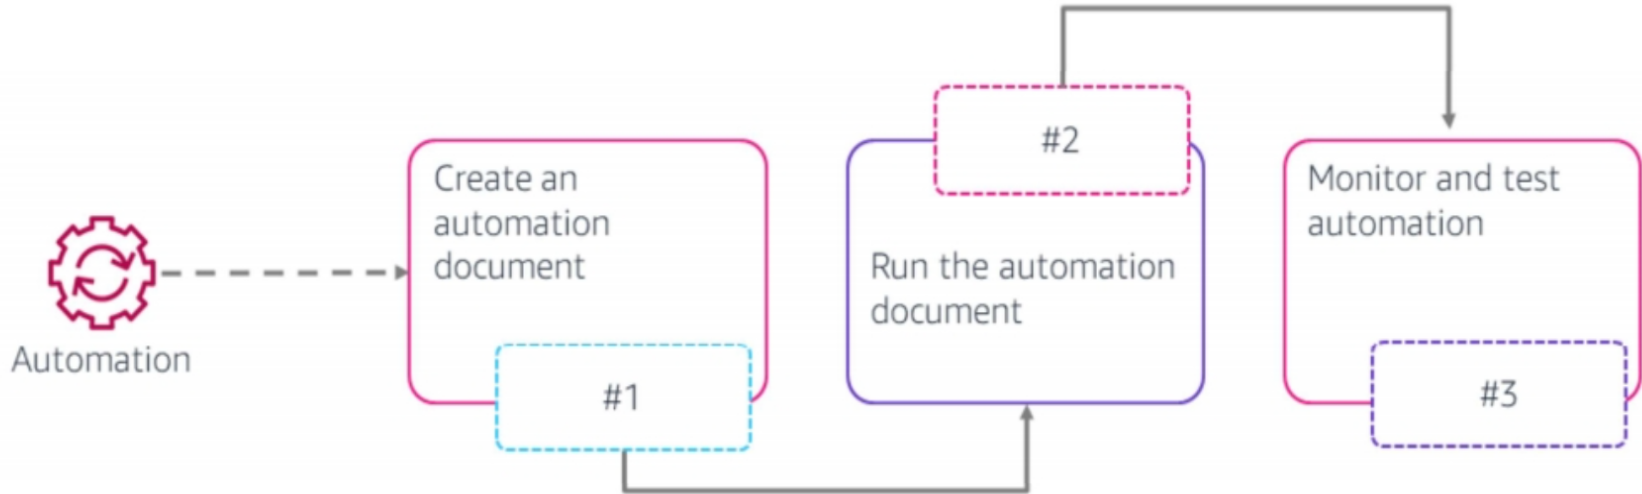 Automation
Create an
automation
document
#1
#2
Run the automation
document
Monitor and test
automation
#3